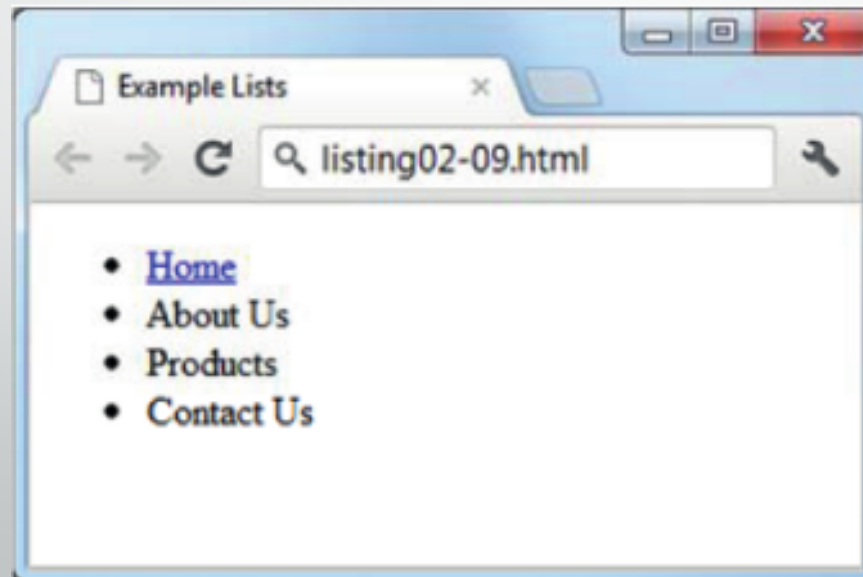 Example Lists
listing02-09.html
Home
About Us
Products
Contact Us